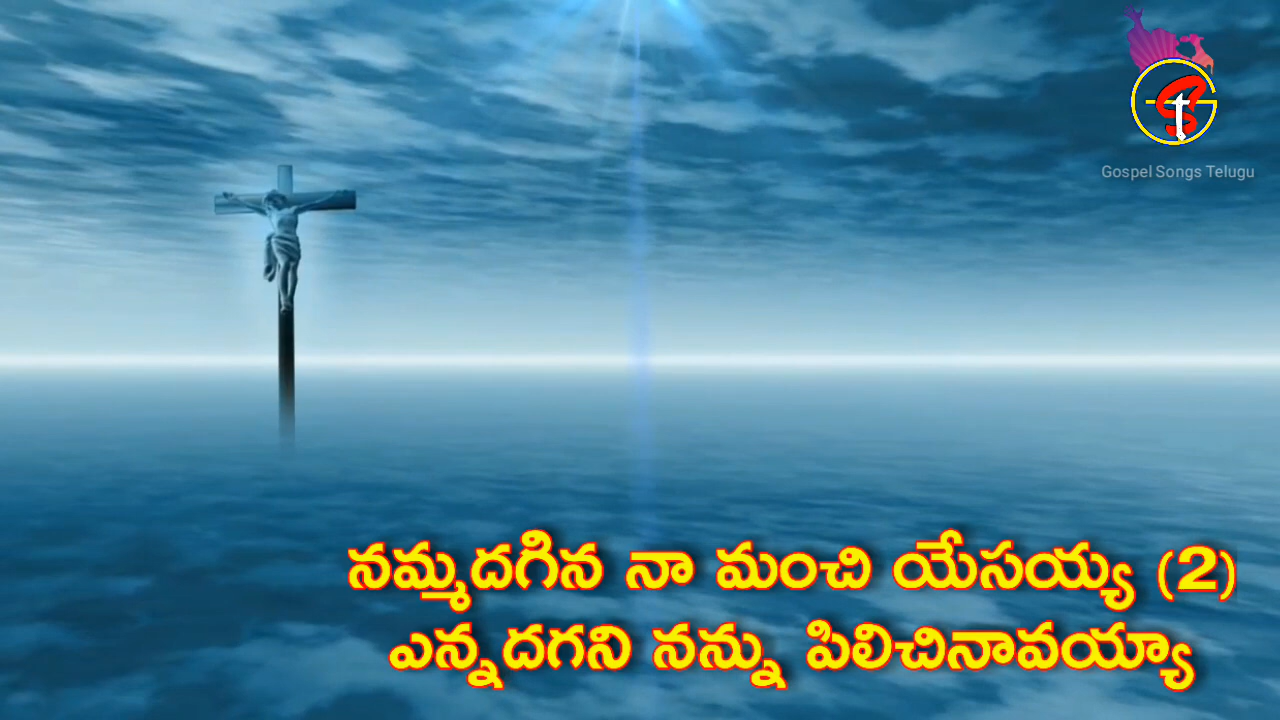 Gospel Songs Telugu
నమ్మదగిన నా మంచి యేసయ్య (2)
ఎన్నదగని నన్ను పిలిచినావయ్యా